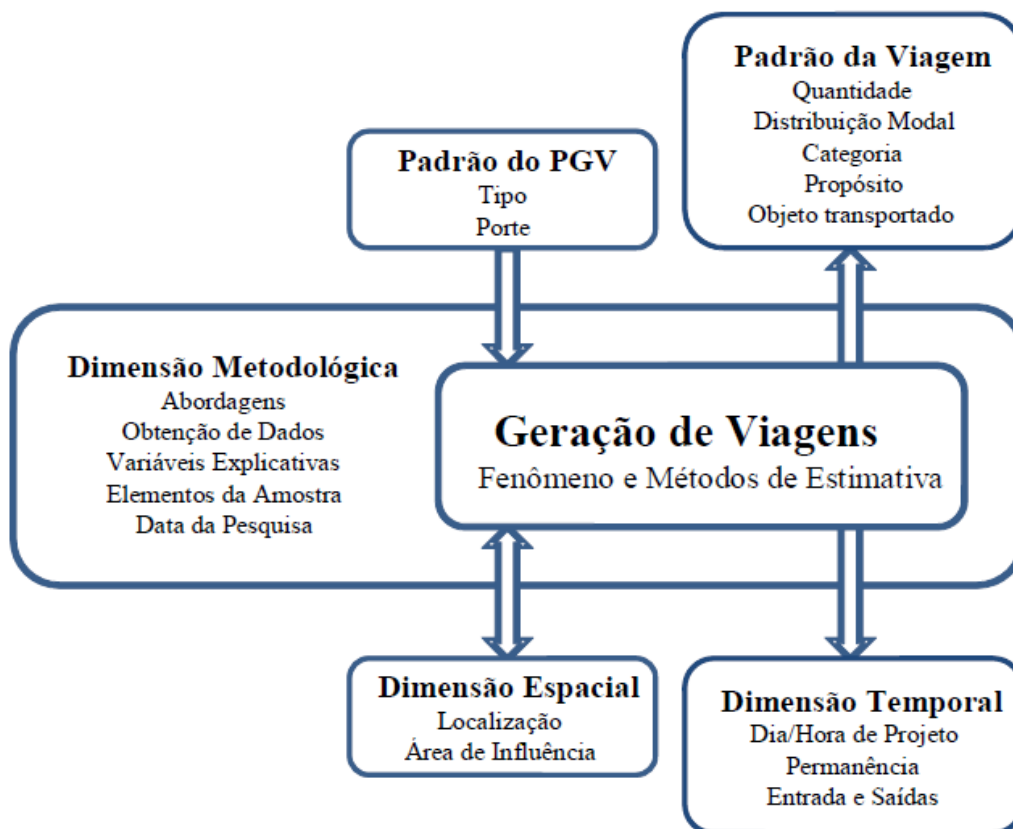 Padrão da Viagem
Quantidade
Distribuição Modal
Categoria
Propósito
Objeto transportado
Padrão do PGV
Tipo
Porte
Dimensão Metodológica
Abordagens
Obtenção de Dados
Variáveis Explicativas
Elementos da Amostra
Data da Pesquisa
Geração de Viagens
Fenômeno e Métodos de Estimativa
Dimensão Espacial
Localização
Área de Influência
Dimensão Temporal
Dia/Hora de Projeto
Permanência
Entrada e Saídas